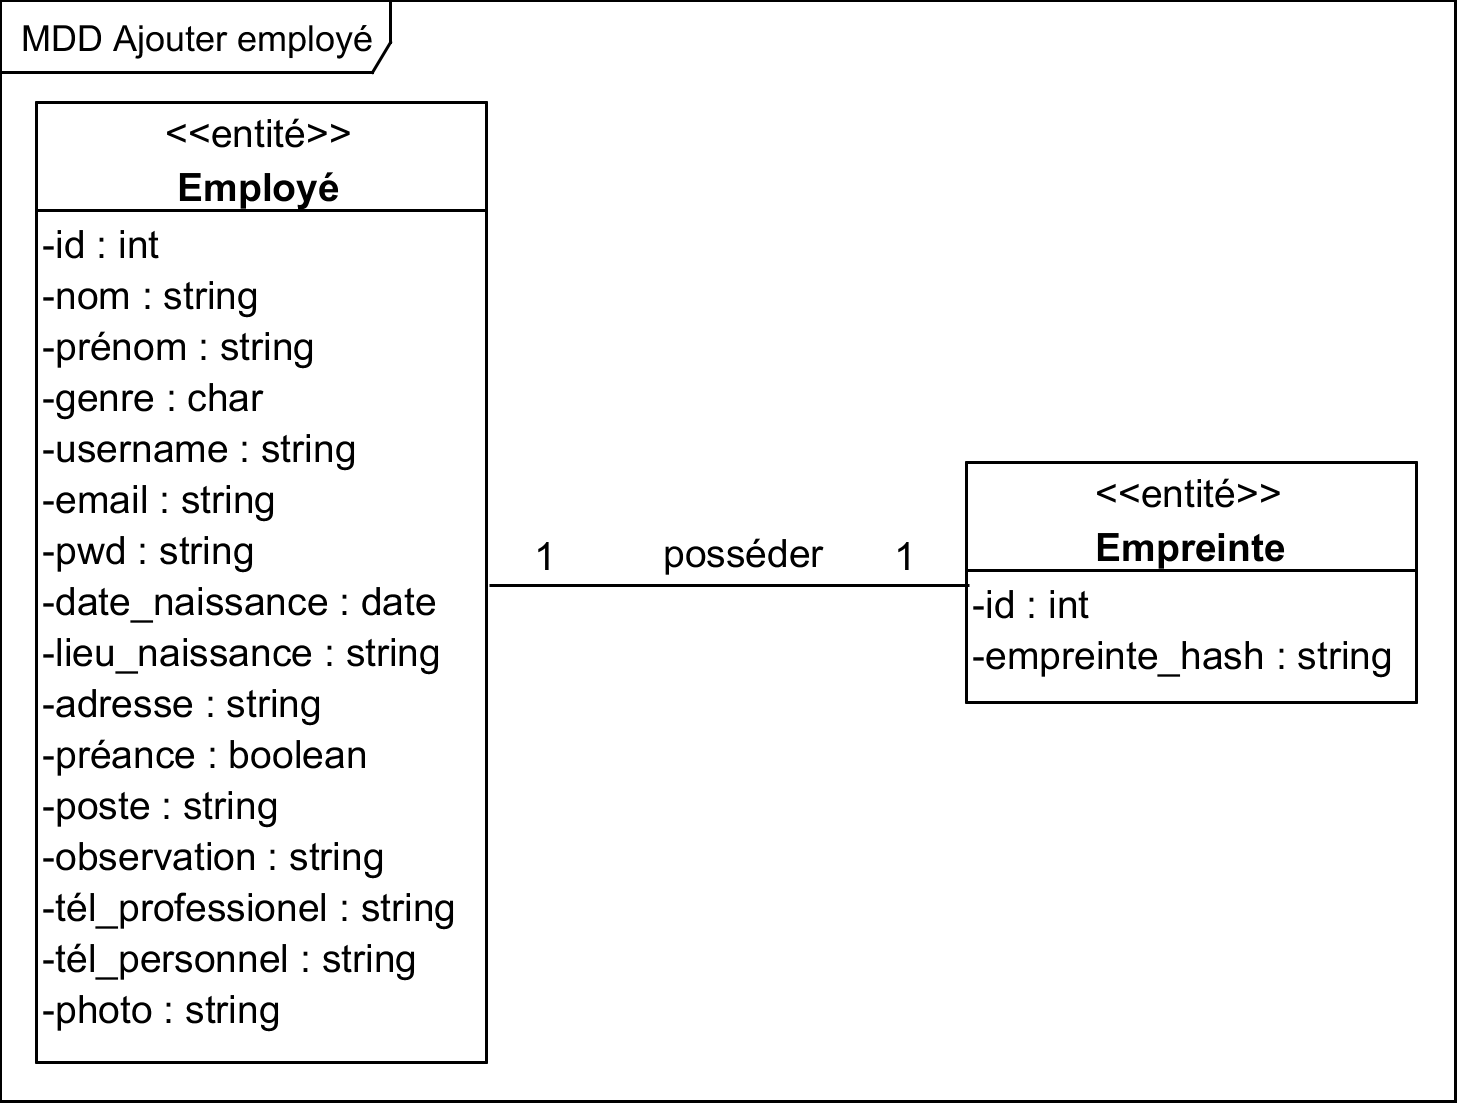 MDD Ajouter employé
<<entité>>
Employé
-id : int
-nom : string
-prénom : string
-genre : char
-username : string
-email : string
-pwd : string
-date_naissance : date
-lieu_naissance : string
-adresse : string
-préance : boolean
-poste : string
-observation : string
-tél_professionel : string
-tél_personnel : string
-photo : string
1 posséder 1
<<entité>>
Empreinte
-id : int
-empreinte_hash : string